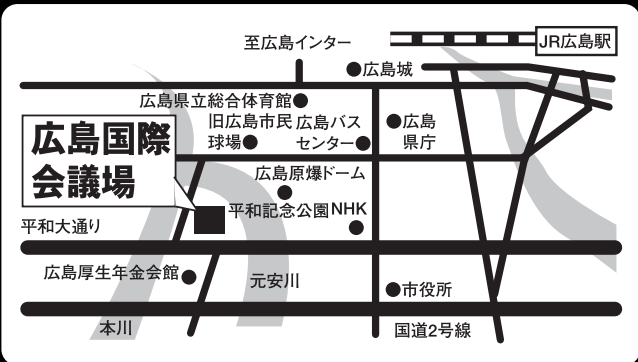 至広島インター
JR広島駅
広島城
広島県立総合体育館
旧広島市民
球場
広島バス
センター
広島
県庁
広島国際
会議場
広島原爆ドーム
平和記念公園
NHK
平和大通り
広島厚生年金会館
元安川
市役所
本川
国道2号線